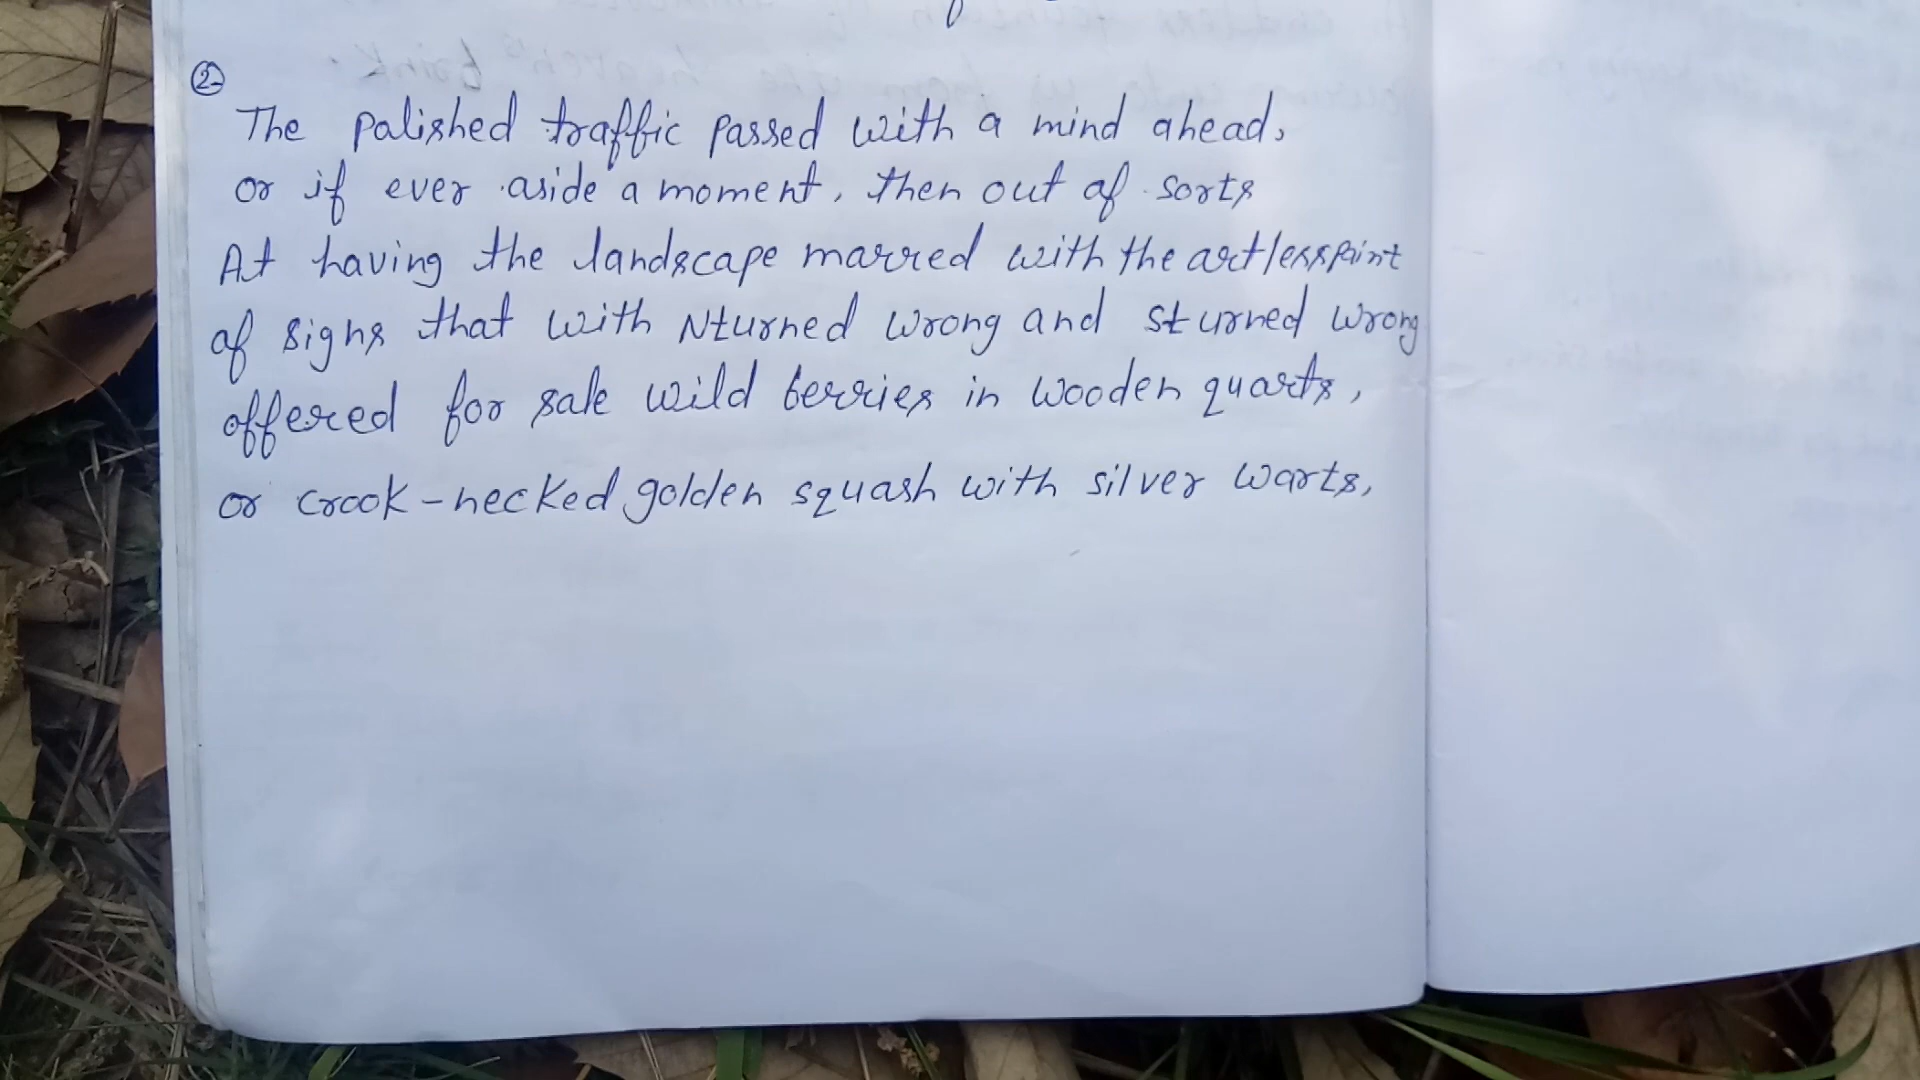 ②
The palished traffic passed with a mind ahead,
or if ever aside a moment, then out of sorts
At having the landscape marred with the artless paint
of signs that with Nturned wrong and sturned wrong
offered for sale wild berries in wooden quarts,
or crook-necked golden squash with silver warts,